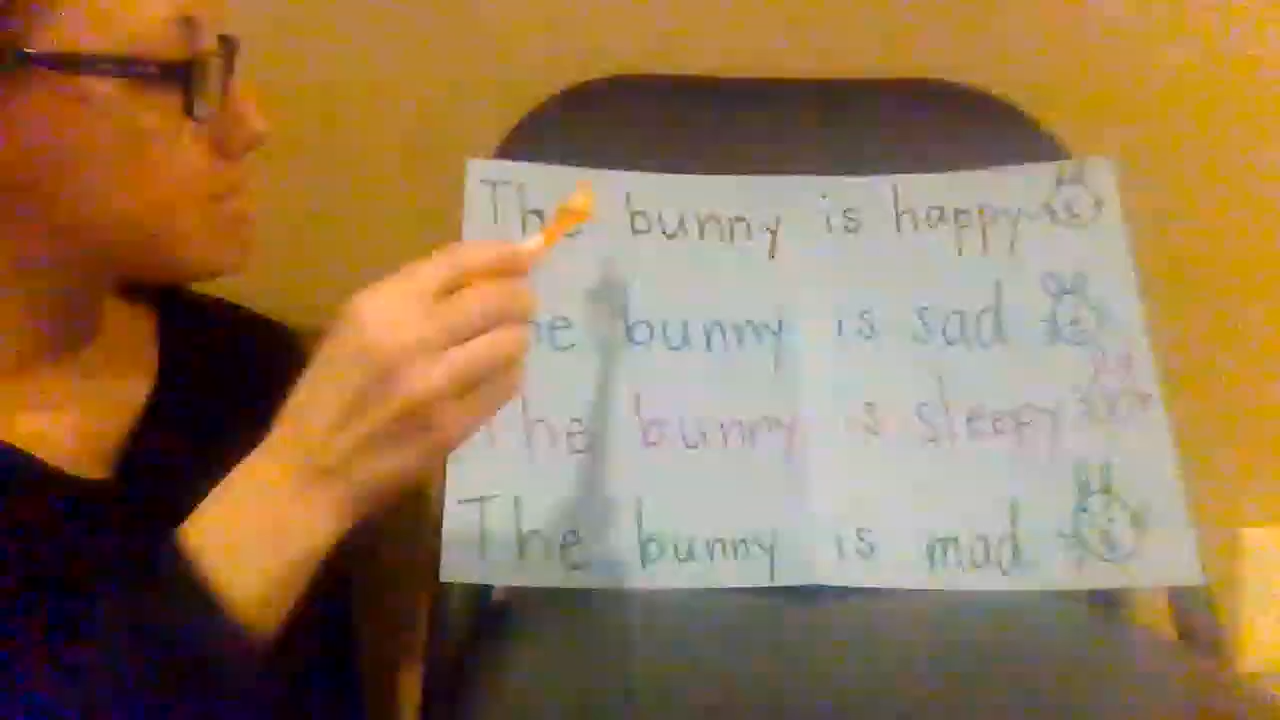 The bunny is happy
The bunny is sad
The bunny is sleepy
The bunny is mad